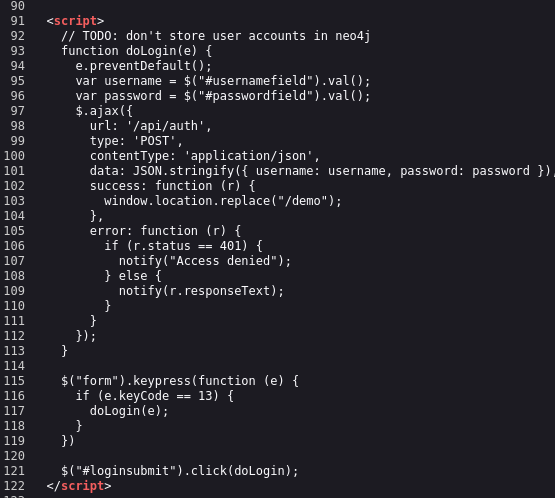 90
91 <script>
92 // TODO: don't store user accounts in neo4j
93 function doLogin(e) {
94 e.preventDefault();
95 var username = $("#usernamefield").val();
96 var password = $("#passwordfield").val();
97 $.ajax({
98 url: '/api/auth',
99 type: 'POST',
100 contentType: 'application/json',
101 data: JSON.stringify({ username: username, password: password }),
102 success: function (r) {
103 window.location.replace("/demo");
104 },
105 error: function (r) {
106 if (r.status == 401) {
107 notify("Access denied");
108 } else {
109 notify(r.responseText);
110 }
111 }
112 });
113 }
114
115 $("form").keypress(function (e) {
116 if (e.keyCode == 13) {
117 doLogin(e);
118 }
119 })
120
121 $("#loginsubmit").click(doLogin);
122 </script>